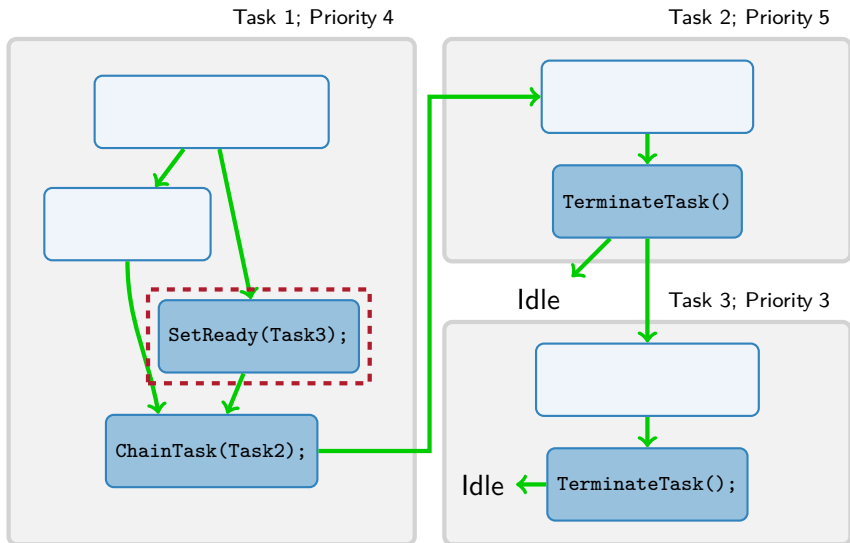 Task 1; Priority 4
SetReady(Task3);
ChainTask(Task2);
Task 2; Priority 5
TerminateTask()
Idle
Task 3; Priority 3
TerminateTask();
Idle